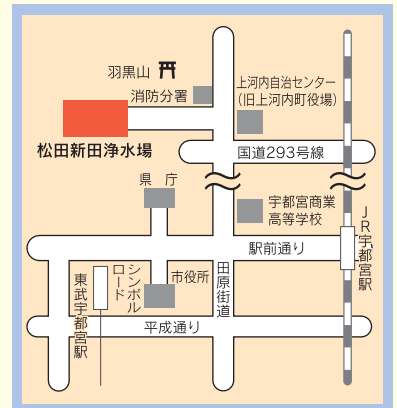 羽黒山
消防分署
上河内自治センター
(旧上河内町役場)
松田新田浄水場
国道293号線
県 庁
宇都宮商業
高等学校
JR宇都宮駅
駅前通り
シンボル
ロード
市役所
田原街道
東武宇都宮駅
平成通り